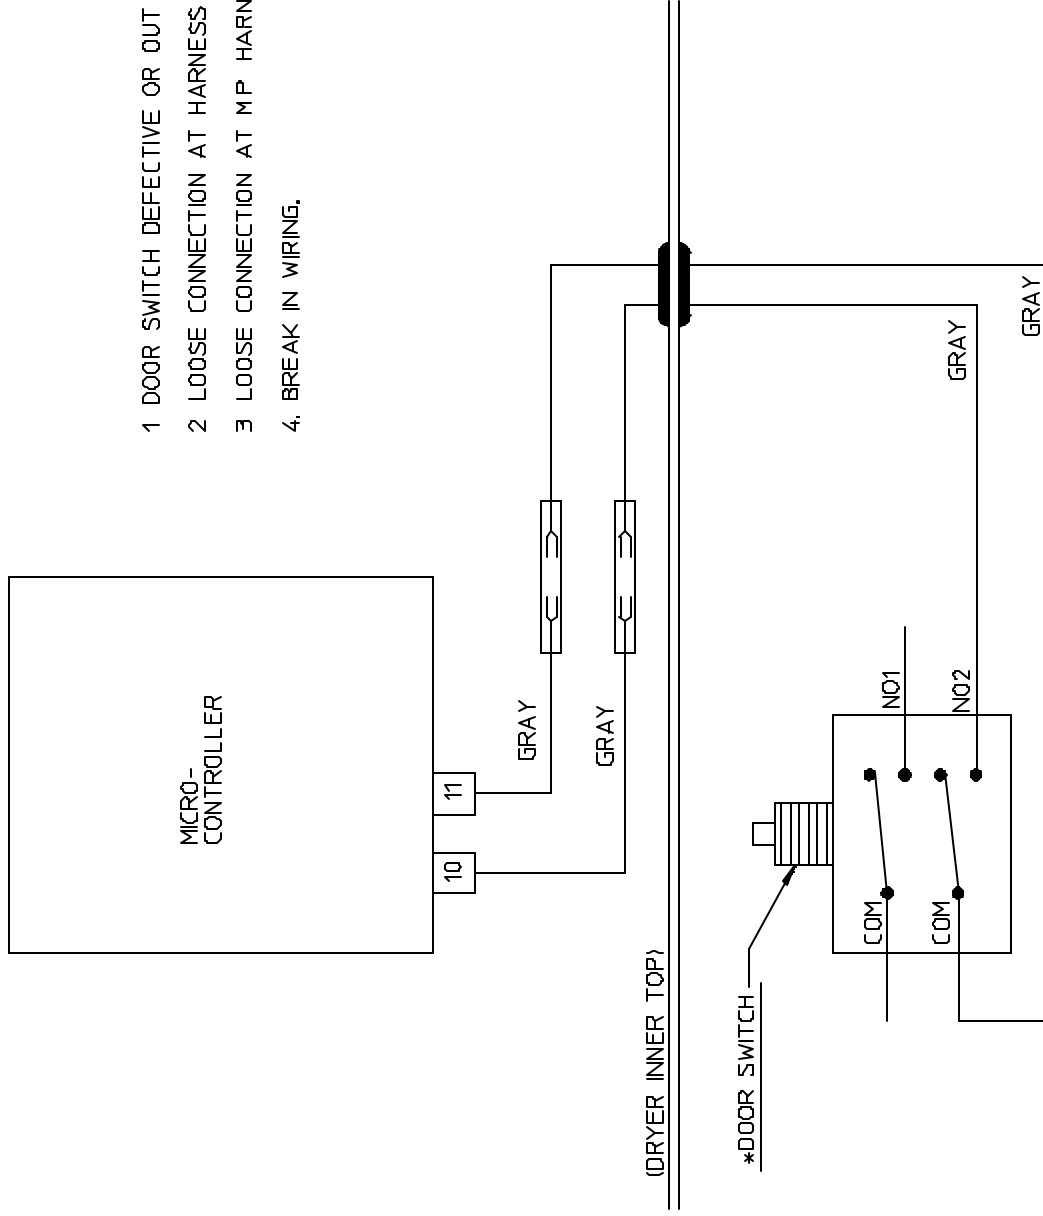 1 DOOR SWITCH DEFECTIVE OR OUT
2 LOOSE CONNECTION AT HARNESS
3 LOOSE CONNECTION AT MP HARN
4. BREAK IN WIRING.
MICRO-
CONTROLLER
10
11
GRAY
GRAY
(DRYER INNER TOP)
GRAY
GRAY
*DOOR SWITCH
COM
NO1
COM
NO2